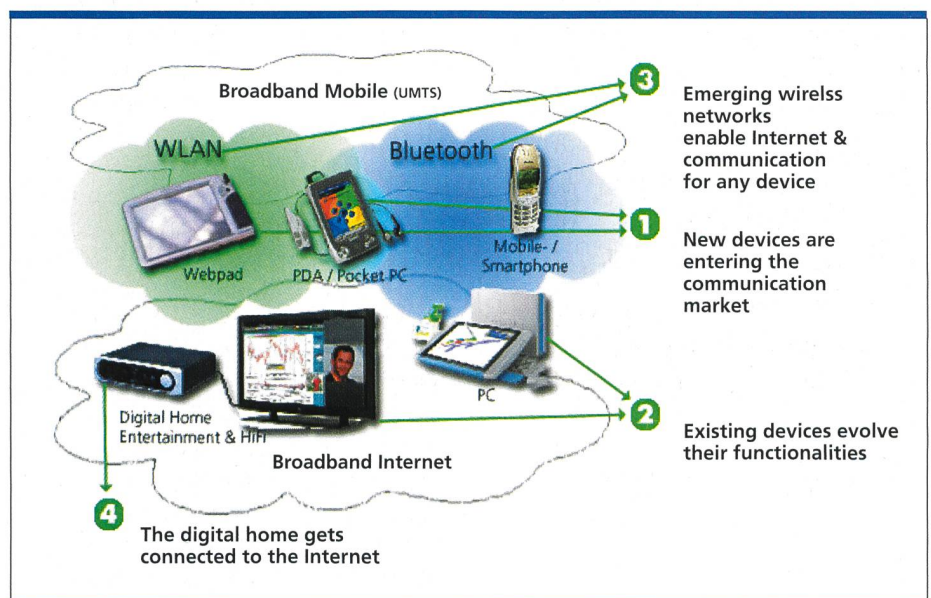 Broadband Mobile (UMTS)
3
Emerging wirelss
networks
enable Internet &
communication
for any device
WLAN
Bluetooth
1
New devices are
entering the
communication
market
Webpad
PDA / Pocket PC
Mobile- /
Smartphone
PC
2
Existing devices evolve
their functionalities
Digital Home
Entertainment & HiFi
Broadband Internet
4
The digital home gets
connected to the Internet